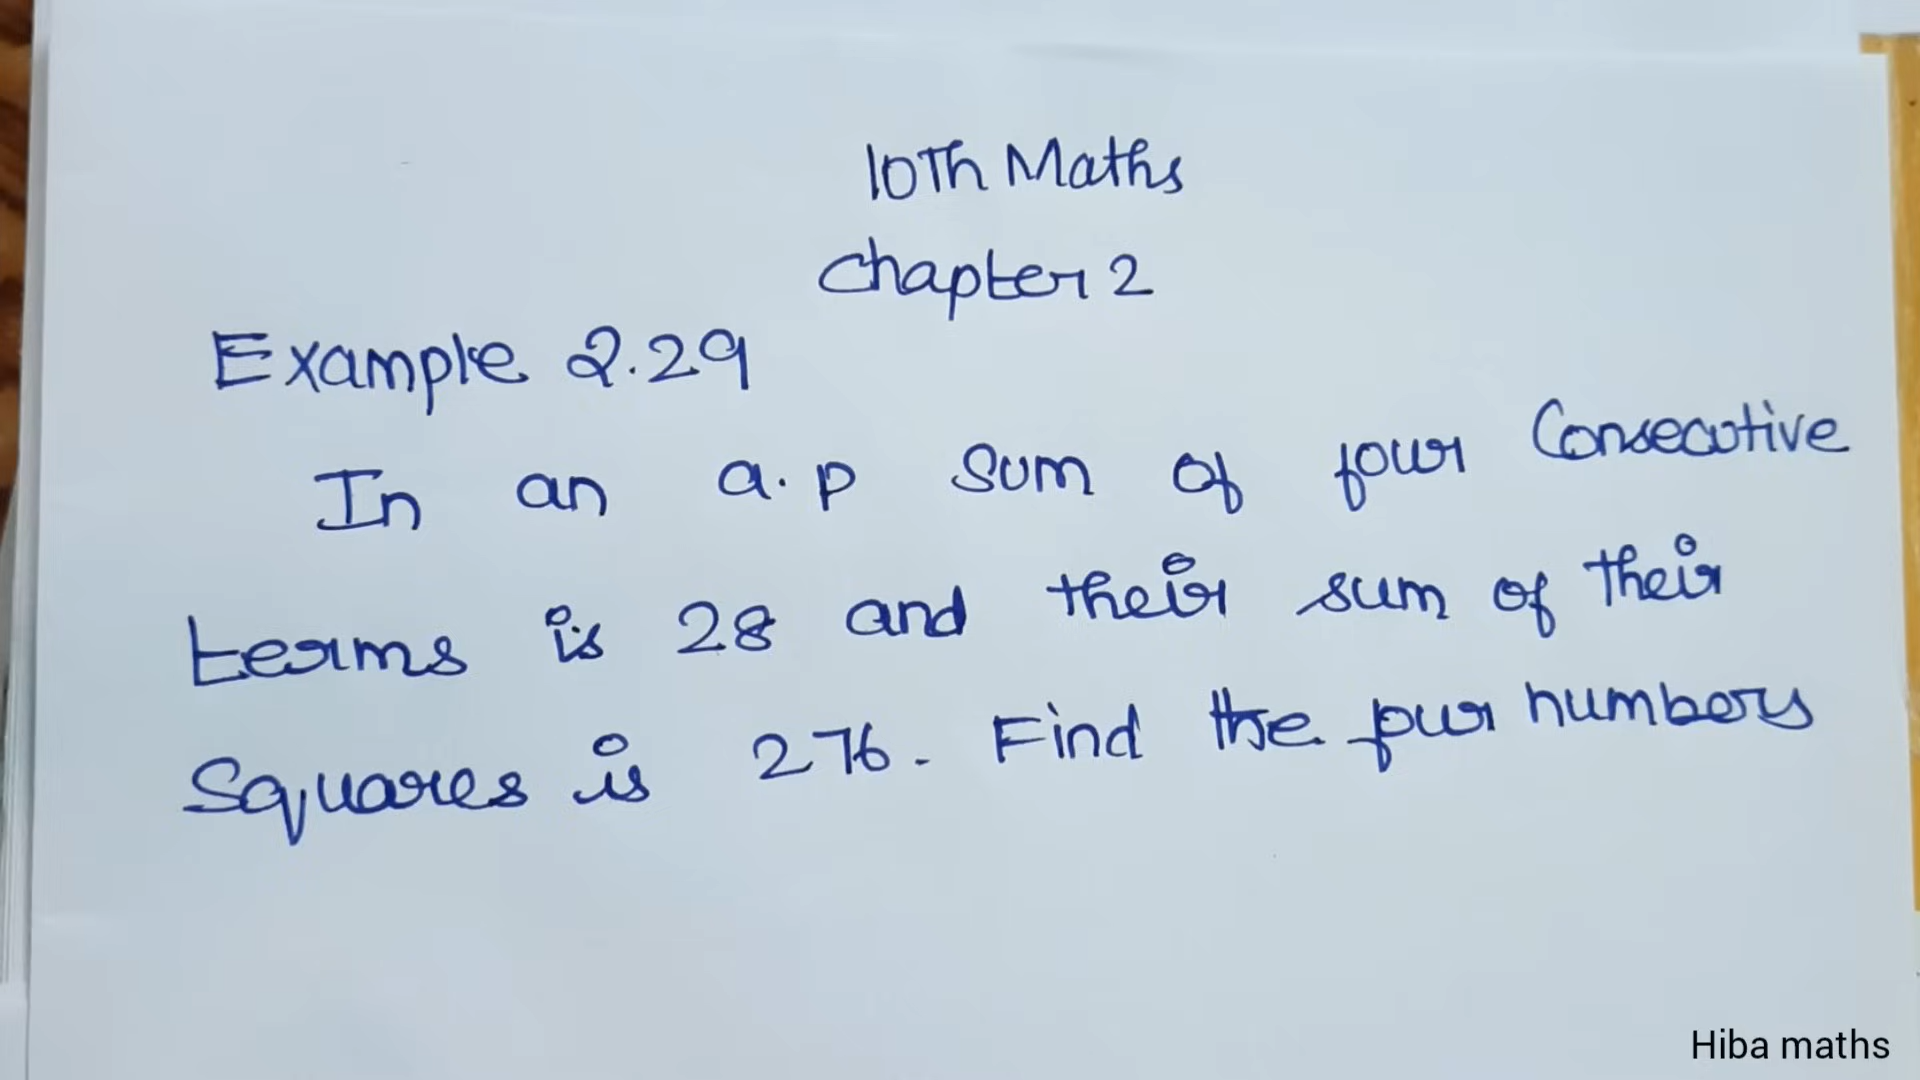 10Th Maths
Chapter 2
Example 2.29
In an a.p sum of four Consecutive
terms is 28 and their sum of their
Squares is 276. Find the four numbers
Hiba maths